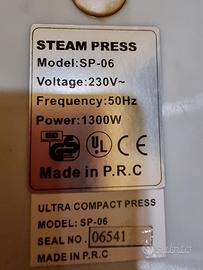 STEAM PRESS
Model:SP-06
Voltage:230V~
Frequency:50Hz
Power:1300W
UL CE
Made in P.R.C
ULTRA COMPACT PRESS
MODEL: SP-06
SEAL NO. 06541
MADE IN P.R.C.